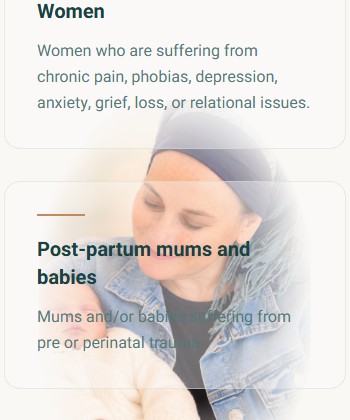 Women
Women who are suffering from
chronic pain, phobias, depression,
anxiety, grief, loss, or relational issues.
Post-partum mums and
babies
Mums and/or babies suffering from
pre or perinatal trauma.